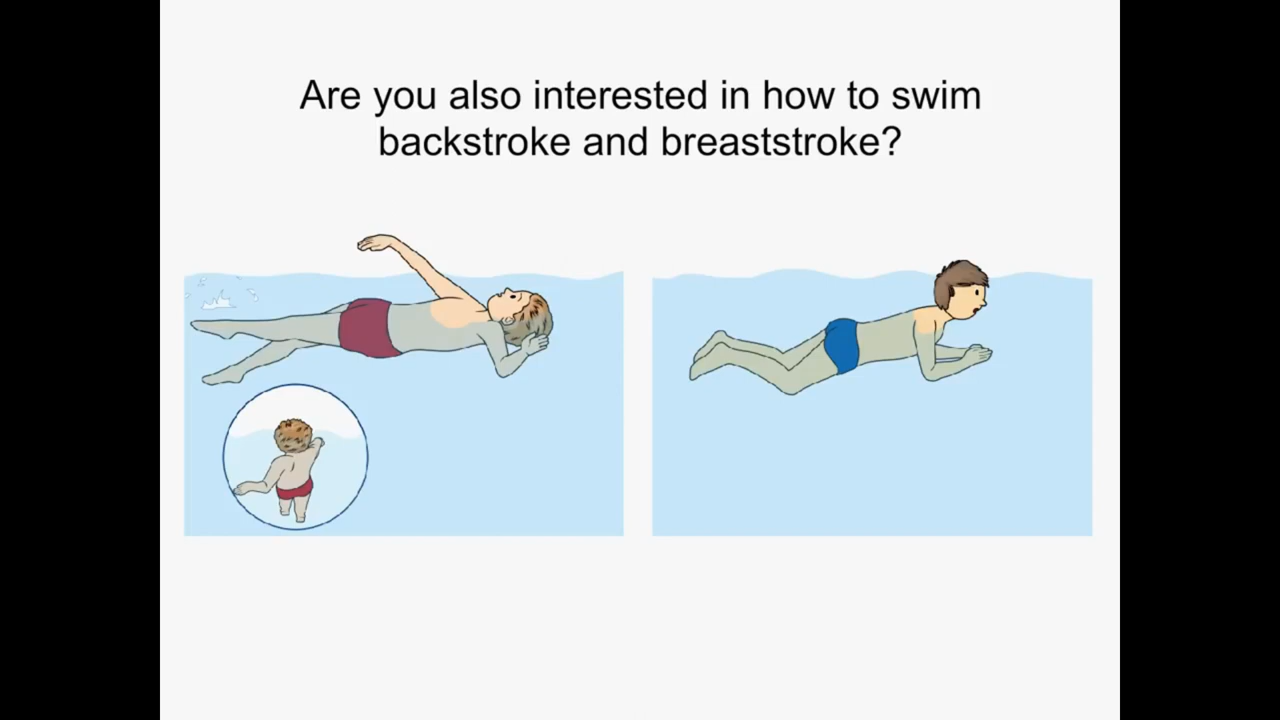 Are you also interested in how to swim
backstroke and breaststroke?